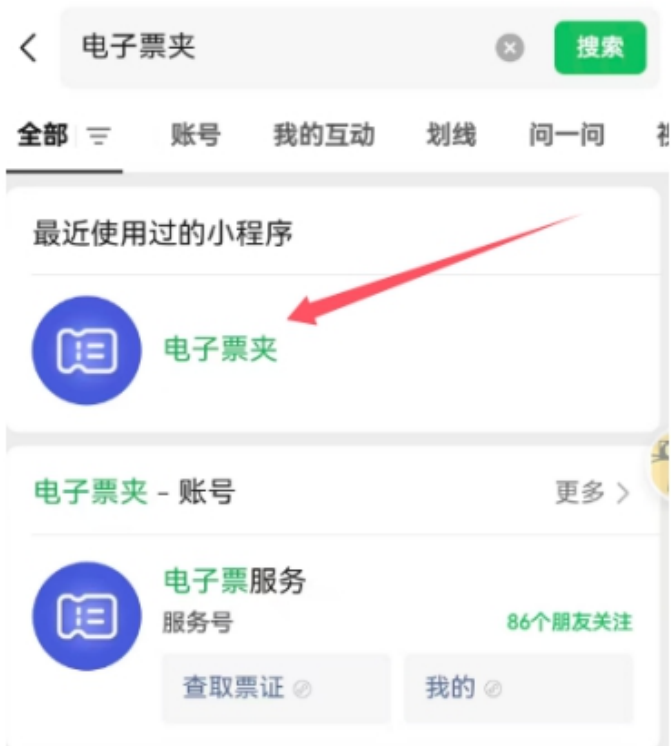 电子票夹 搜索
全部 账号 我的互动 划线 问一问
最近使用过的小程序
电子票夹
电子票夹 - 账号 更多
电子票服务
服务号 86个朋友关注
查取票证 我的